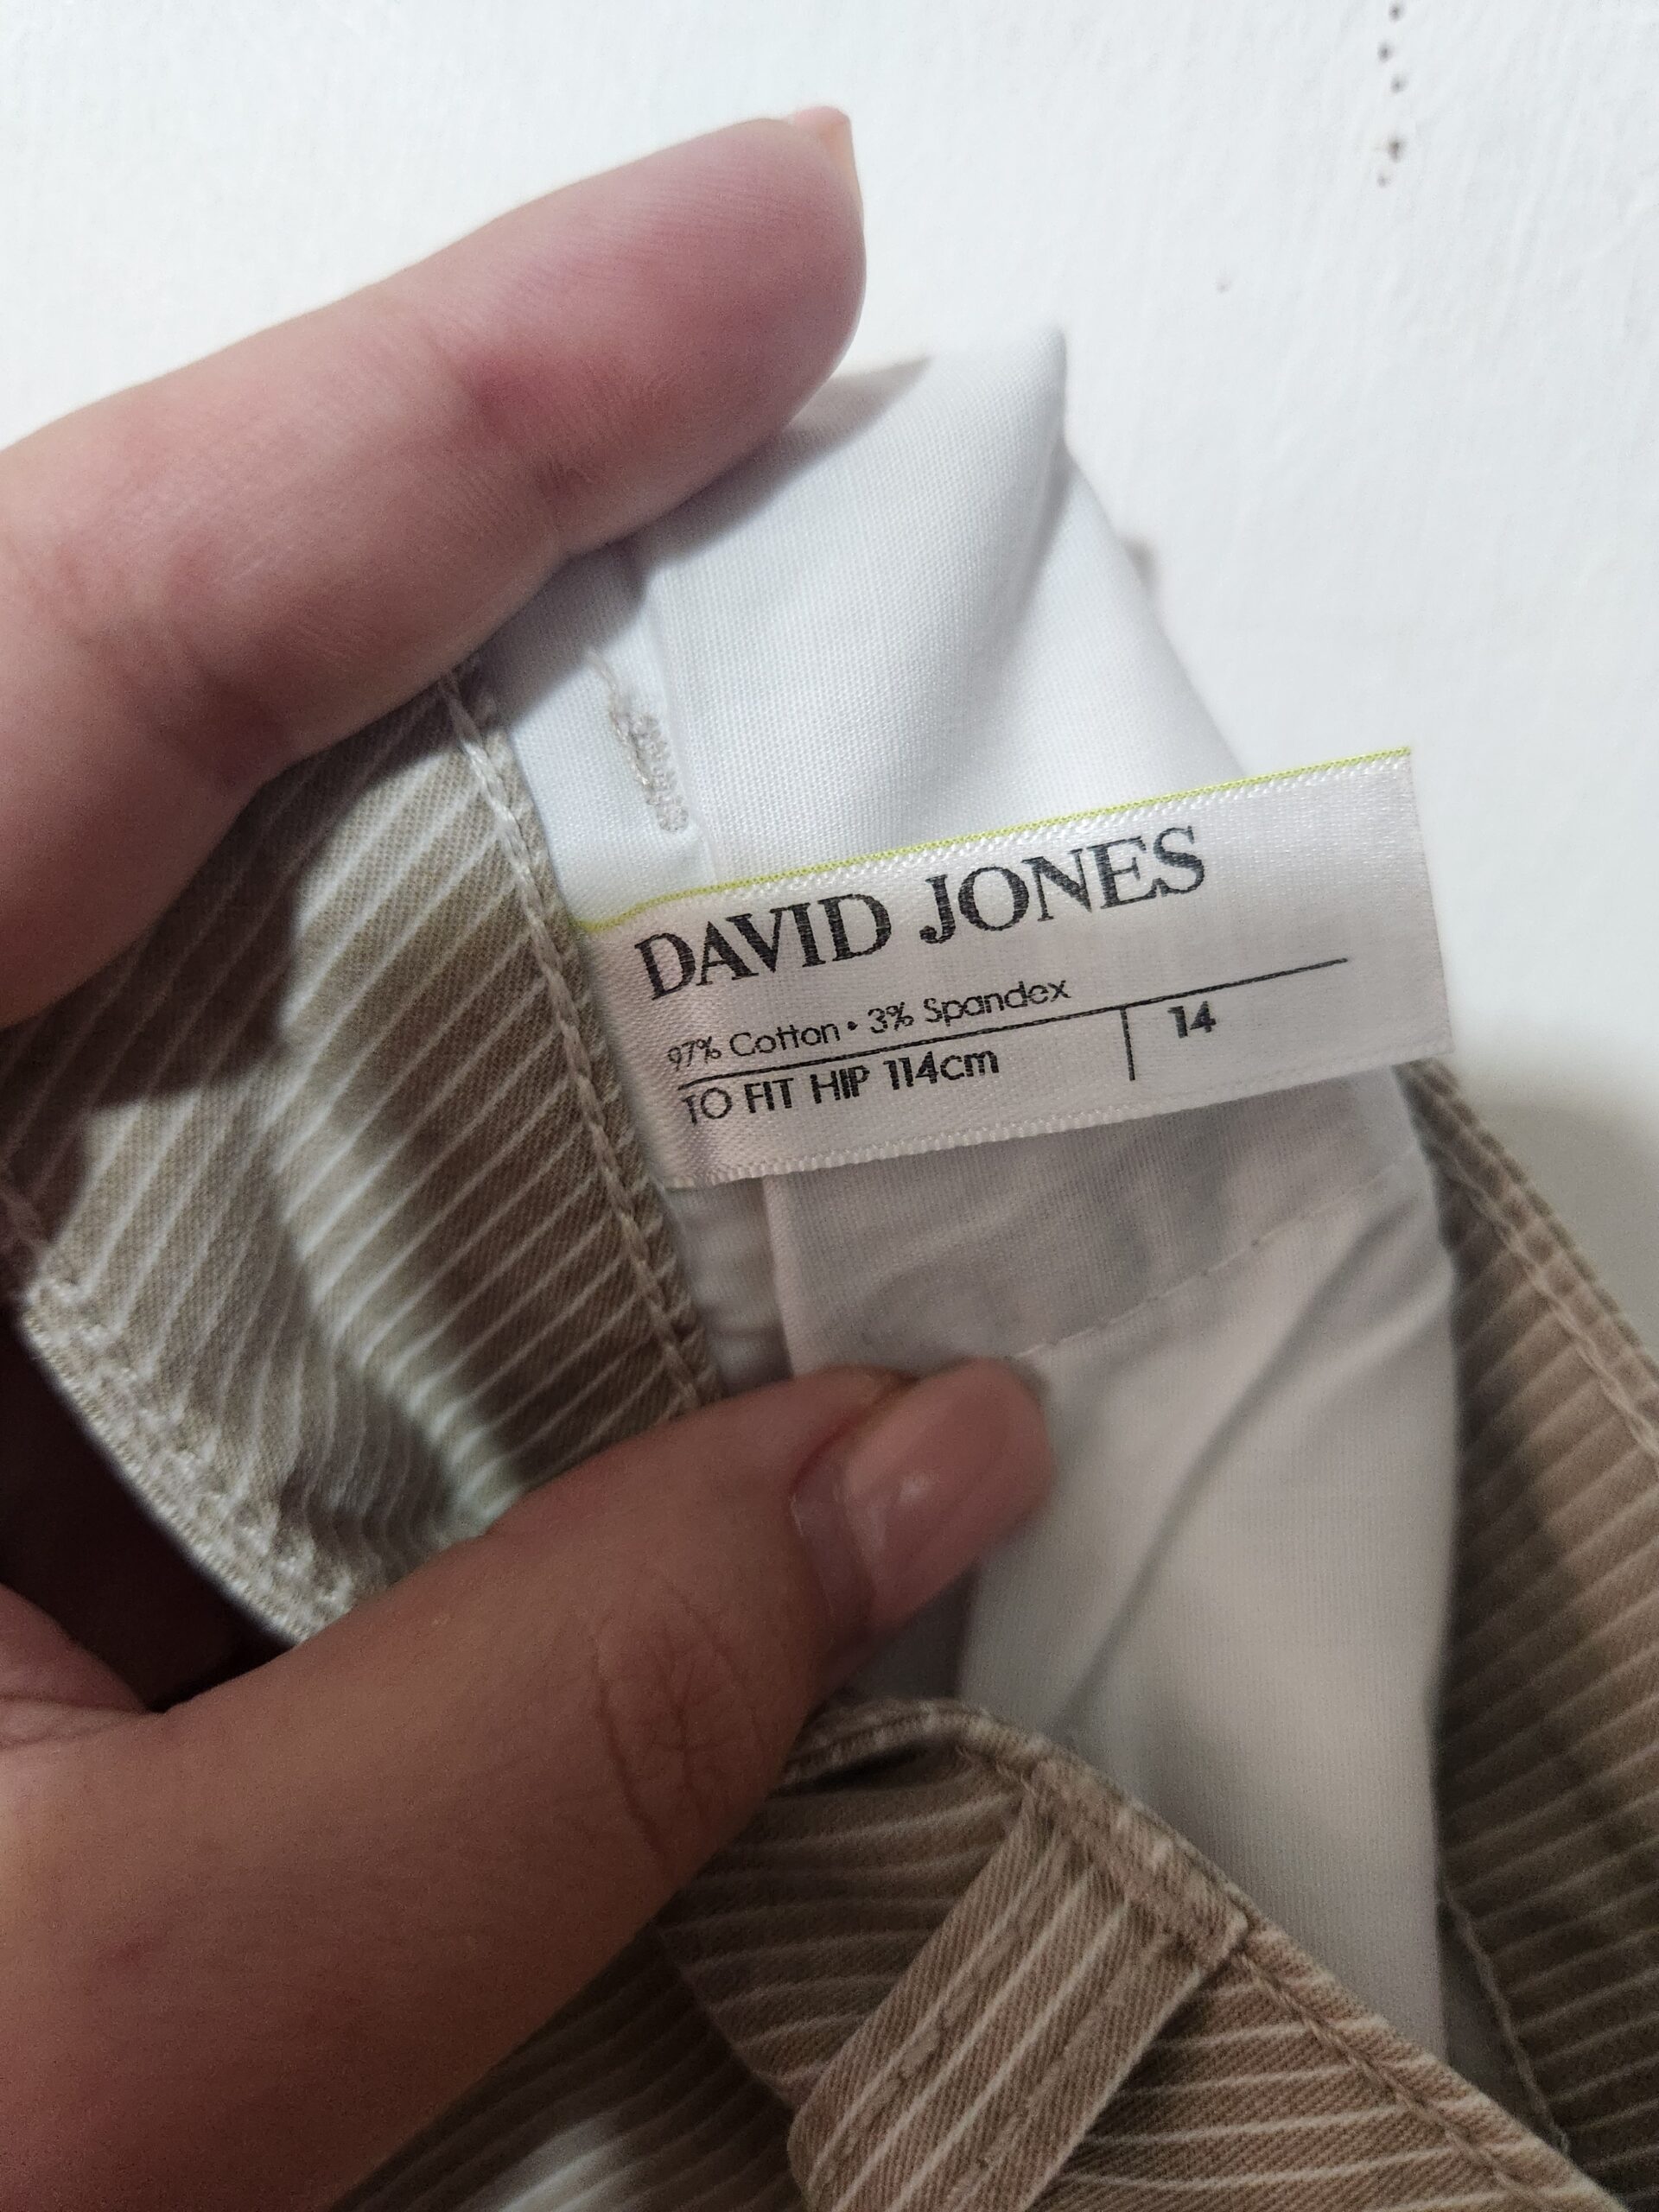 DAVID JONES
97% Cotton • 3% Spandex
TO FIT HIP 114cm
14